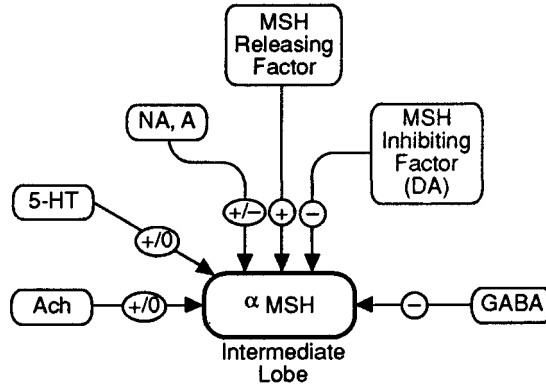 MSH
Releasing
Factor
NA, A
MSH
Inhibiting
Factor
(DA)
5-HT
+/−
+
−
+/0
Ach
+/0
α MSH
−
GABA
Intermediate
Lobe